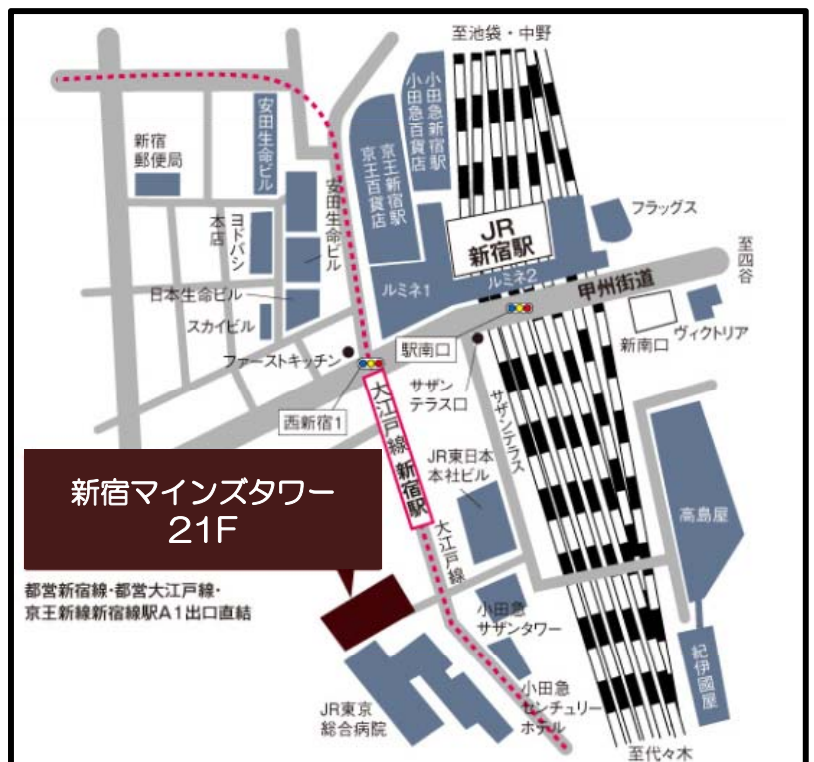 至池袋・中野
小田急新宿駅
小田急百貨店
京王新宿駅
京王百貨店
安田生命ビル
新宿
郵便局
安田生命ビル
ヨドバシ
本店
JR
新宿駅
フラッグス
至四谷
ルミネ1
ルミネ2
甲州街道
日本生命ビル
スカイビル
ファーストキッチン
駅南口
新南口
ヴィクトリア
西新宿1
サザン
テラス口
サザンテラス
大江戸線 新宿駅
JR東日本
本社ビル
新宿マインズタワー
21F
高島屋
大江戸線
都営新宿線・都営大江戸線・
京王新線新宿線駅A1出口直結
小田急
サザンタワー
紀伊國屋
小田急
センチュリー
ホテル
JR東京
総合病院
至代々木